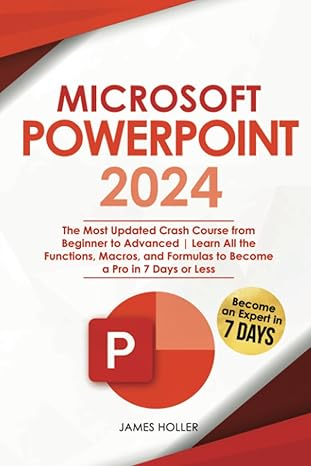 MICROSOFT
POWERPOINT
2024
The Most Updated Crash Course from
Beginner to Advanced | Learn All the
Functions, Macros, and Formulas to Become
a Pro in 7 Days or Less
Become
an Expert in
7 DAYS
P
JAMES HOLLER